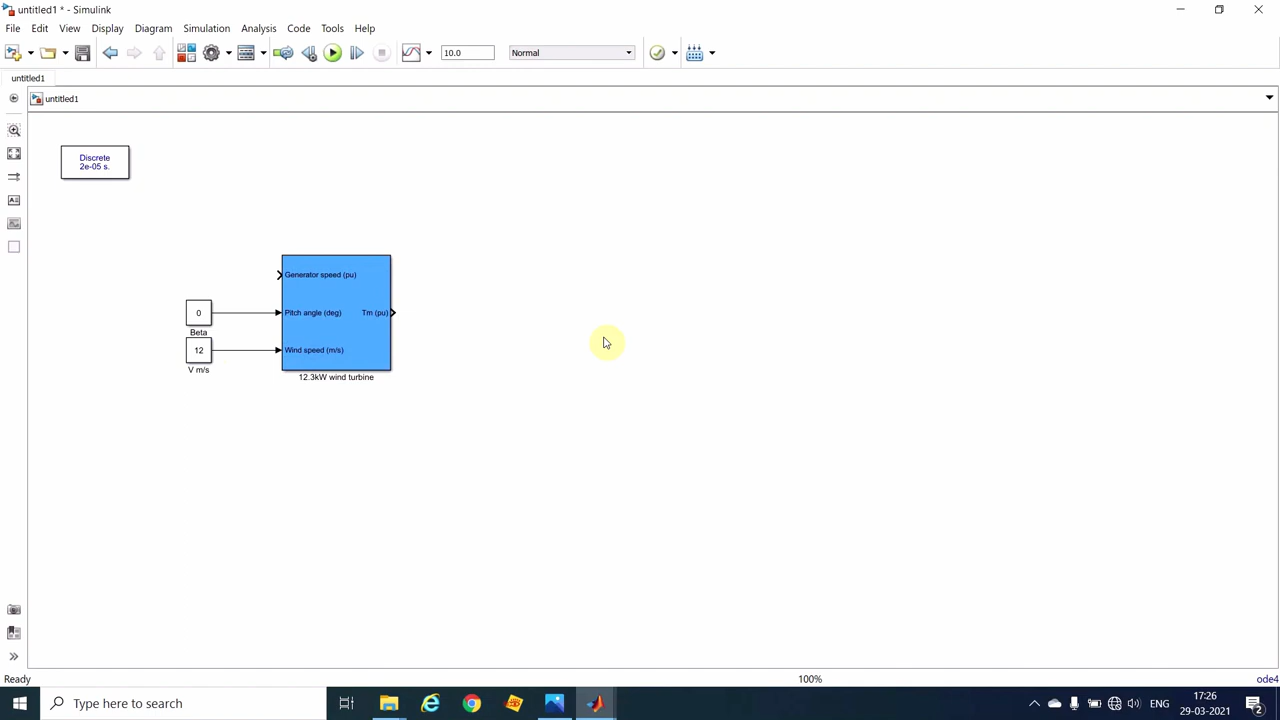 untitled1 * - Simulink
File Edit View Display Diagram Simulation Analysis Code Tools Help
10.0 Normal
untitled1
untitled1
Discrete
2e-05 s.
Generator speed (pu)
0 Pitch angle (deg) Tm (pu)
Beta
12 Wind speed (m/s)
V m/s 12.3kW wind turbine
Ready 100% ode4
Type here to search ENG 17:26
29-03-2021
2